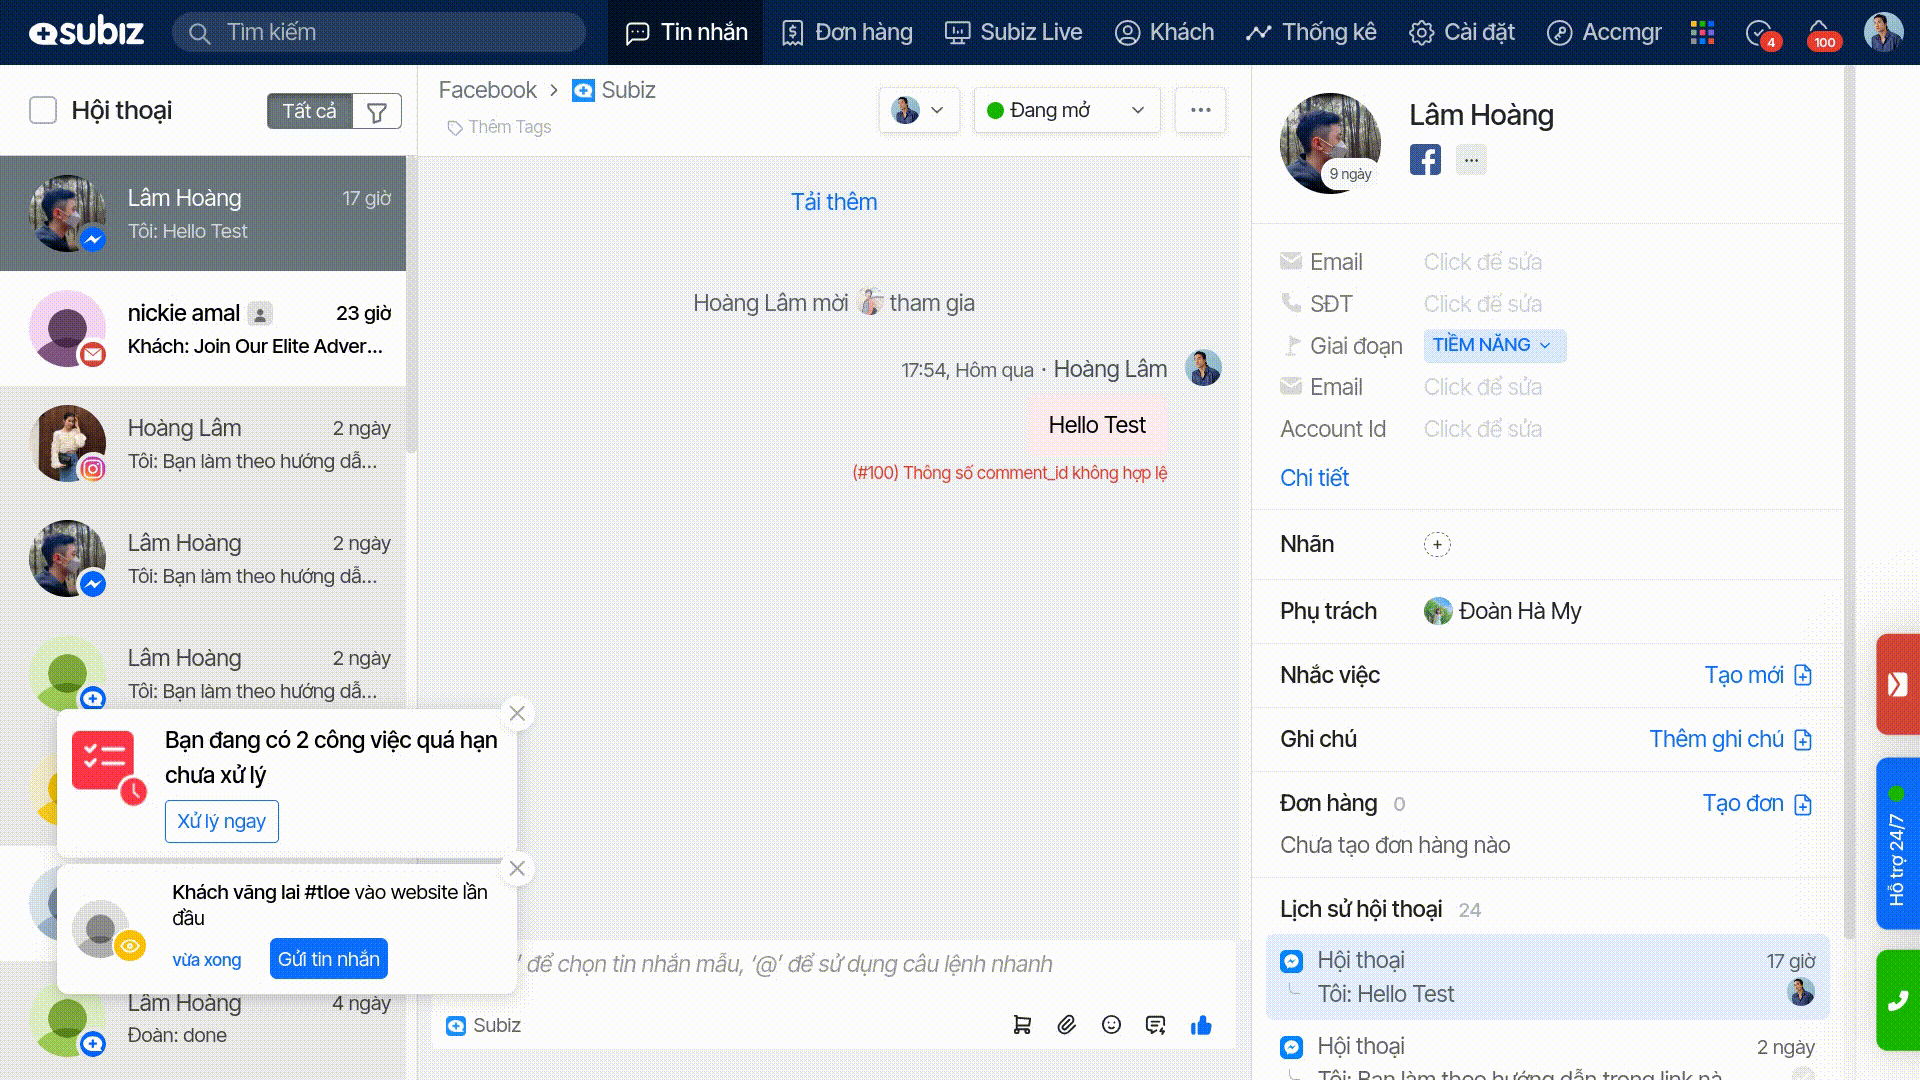 subiz
Tìm kiếm
Tin nhắn
Đơn hàng
Subiz Live
Khách
Thống kê
Cài đặt
Accmgr
4
100
Hội thoại
Tất cả
Lâm Hoàng
17 giờ
Tôi: Hello Test
nickie amal
23 giờ
Khách: Join Our Elite Adver...
Hoàng Lâm
2 ngày
Tôi: Bạn làm theo hướng dẫ...
Lâm Hoàng
2 ngày
Tôi: Bạn làm theo hướng dẫ...
Lâm Hoàng
2 ngày
Tôi: Bạn làm theo hướng dẫ...
Bạn đang có 2 công việc quá hạn
chưa xử lý
Xử lý ngay
Khách vãng lai #tloe vào website lần
đầu
vừa xong
Gửi tin nhắn
Lâm Hoàng
4 ngày
Đoàn: done
Facebook > Subiz
Thêm Tags
Đang mở
Tải thêm
Hoàng Lâm mời tham gia
17:54, Hôm qua · Hoàng Lâm
Hello Test
(#100) Thông số comment_id không hợp lệ
’ để chọn tin nhắn mẫu, ‘@’ để sử dụng câu lệnh nhanh
Subiz
Lâm Hoàng
9 ngày
Email
Click để sửa
SĐT
Click để sửa
Giai đoạn
TIỀM NĂNG
Email
Click để sửa
Account Id
Click để sửa
Chi tiết
Nhãn
Phụ trách
Đoàn Hà My
Nhắc việc
Tạo mới
Ghi chú
Thêm ghi chú
Đơn hàng 0
Tạo đơn
Chưa tạo đơn hàng nào
Lịch sử hội thoại 24
Hội thoại
17 giờ
Tôi: Hello Test
Hội thoại
2 ngày
Tôi: Bạn làm theo hướng dẫn trong link nà
Hỗ trợ 24/7